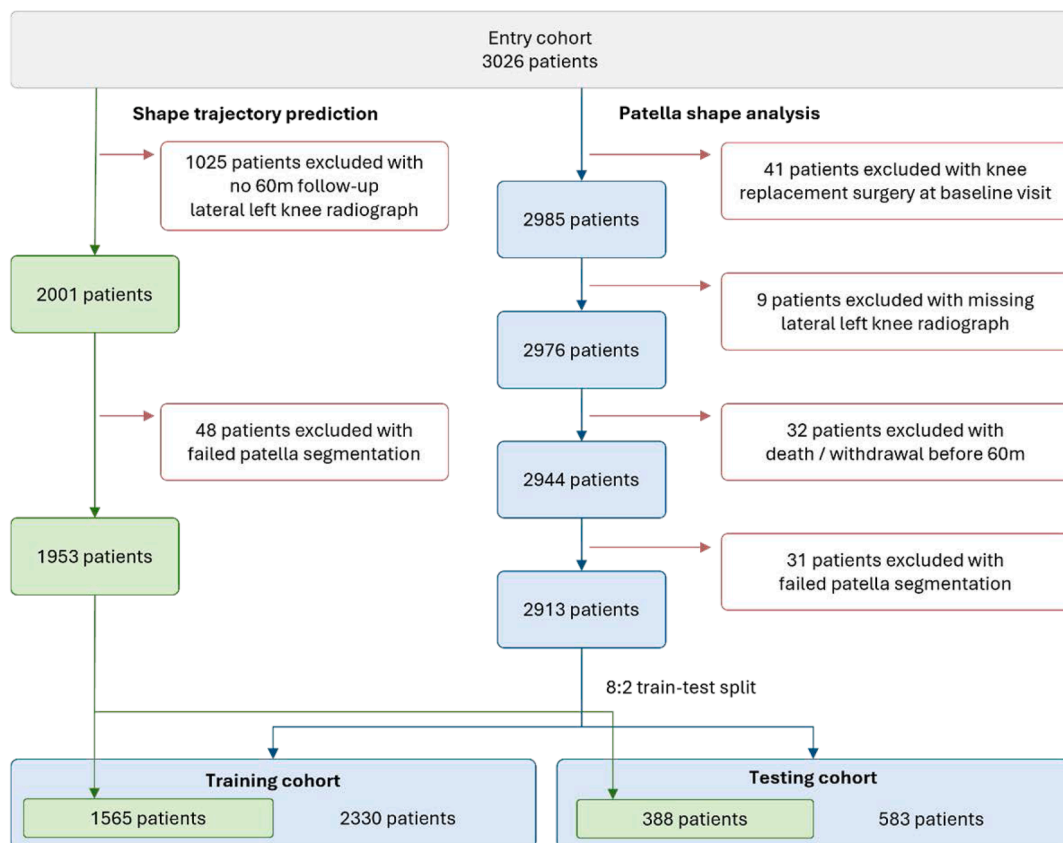 Entry cohort
3026 patients
Shape trajectory prediction
Patella shape analysis
1025 patients excluded with
no 60m follow-up
lateral left knee radiograph
41 patients excluded with knee
replacement surgery at baseline visit
2985 patients
2001 patients
9 patients excluded with missing
lateral left knee radiograph
2976 patients
48 patients excluded with
failed patella segmentation
32 patients excluded with
death / withdrawal before 60m
2944 patients
1953 patients
31 patients excluded with
failed patella segmentation
2913 patients
8:2 train-test split
Training cohort
1565 patients
2330 patients
Testing cohort
388 patients
583 patients